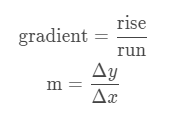 gradient = rise/run
m = Δy/Δx